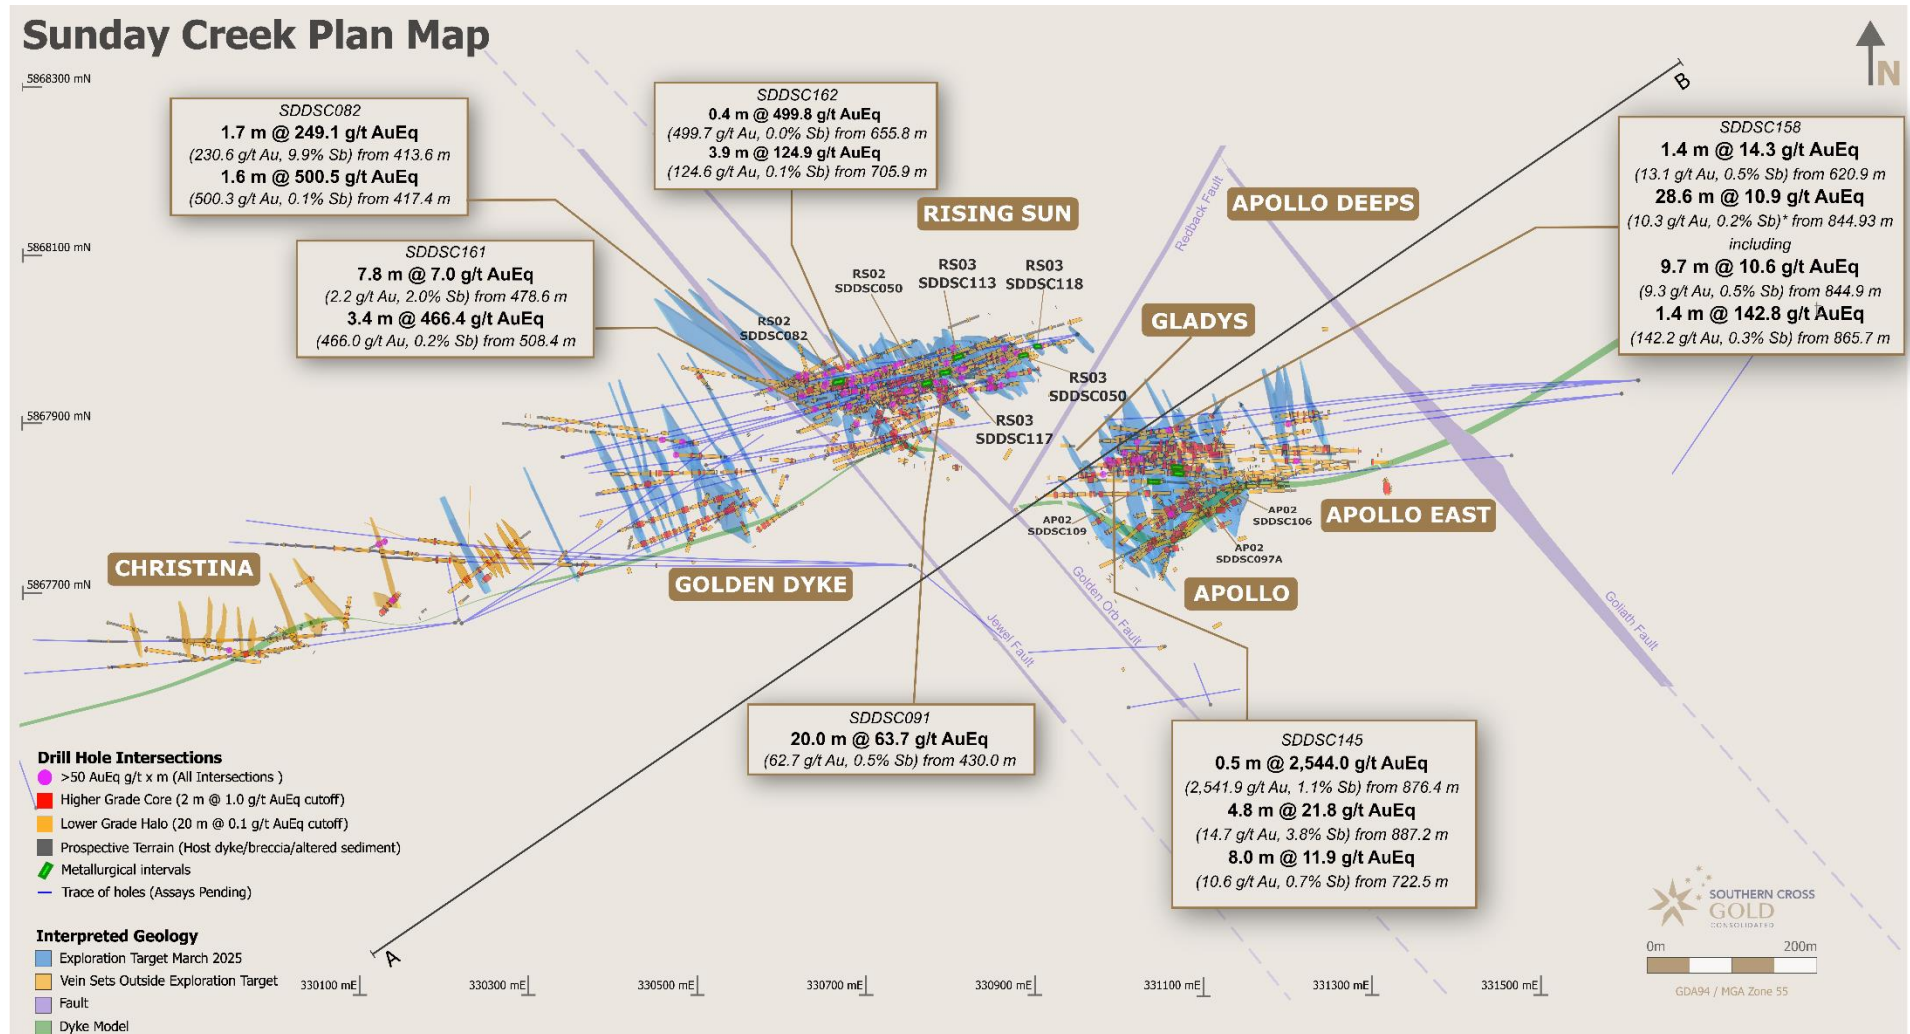 Sunday Creek Plan Map
N
5868300 mN
5868100 mN
5867900 mN
5867700 mN
SDDSC082
1.7 m @ 249.1 g/t AuEq
(230.6 g/t Au, 9.9% Sb) from 413.6 m
1.6 m @ 500.5 g/t AuEq
(500.3 g/t Au, 0.1% Sb) from 417.4 m
SDDSC162
0.4 m @ 499.8 g/t AuEq
(499.7 g/t Au, 0.0% Sb) from 655.8 m
3.9 m @ 124.9 g/t AuEq
(124.6 g/t Au, 0.1% Sb) from 705.9 m
SDDSC161
7.8 m @ 7.0 g/t AuEq
(2.2 g/t Au, 2.0% Sb) from 478.6 m
3.4 m @ 466.4 g/t AuEq
(466.0 g/t Au, 0.2% Sb) from 508.4 m
SDDSC158
1.4 m @ 14.3 g/t AuEq
(13.1 g/t Au, 0.5% Sb) from 620.9 m
28.6 m @ 10.9 g/t AuEq
(10.3 g/t Au, 0.2% Sb)* from 844.93 m
including
9.7 m @ 10.6 g/t AuEq
(9.3 g/t Au, 0.5% Sb) from 844.9 m
1.4 m @ 142.8 g/t AuEq
(142.2 g/t Au, 0.3% Sb) from 865.7 m
B
RISING SUN
APOLLO DEEPS
Redback Fault
RS02
SDDSC050
RS03
SDDSC113
RS03
SDDSC118
RS02
SDDSC082
GLADYS
RS03
SDDSC050
RS03
SDDSC117
AP02
SDDSC109
AP02
SDDSC106
AP02
SDDSC097A
APOLLO EAST
CHRISTINA
GOLDEN DYKE
APOLLO
Jewel Fault
Golden Orb Fault
Goliath Fault
SDDSC091
20.0 m @ 63.7 g/t AuEq
(62.7 g/t Au, 0.5% Sb) from 430.0 m
SDDSC145
0.5 m @ 2,544.0 g/t AuEq
(2,541.9 g/t Au, 1.1% Sb) from 876.4 m
4.8 m @ 21.8 g/t AuEq
(14.7 g/t Au, 3.8% Sb) from 887.2 m
8.0 m @ 11.9 g/t AuEq
(10.6 g/t Au, 0.7% Sb) from 722.5 m
A
Drill Hole Intersections
>50 AuEq g/t x m (All Intersections )
Higher Grade Core (2 m @ 1.0 g/t AuEq cutoff)
Lower Grade Halo (20 m @ 0.1 g/t AuEq cutoff)
Prospective Terrain (Host dyke/breccia/altered sediment)
Metallurgical intervals
Trace of holes (Assays Pending)
Interpreted Geology
Exploration Target March 2025
Vein Sets Outside Exploration Target
Fault
Dyke Model
330100 mE
330300 mE
330500 mE
330700 mE
330900 mE
331100 mE
331300 mE
331500 mE
SOUTHERN CROSS
GOLD
CONSOLIDATED
0m 200m
GDA94 / MGA Zone 55